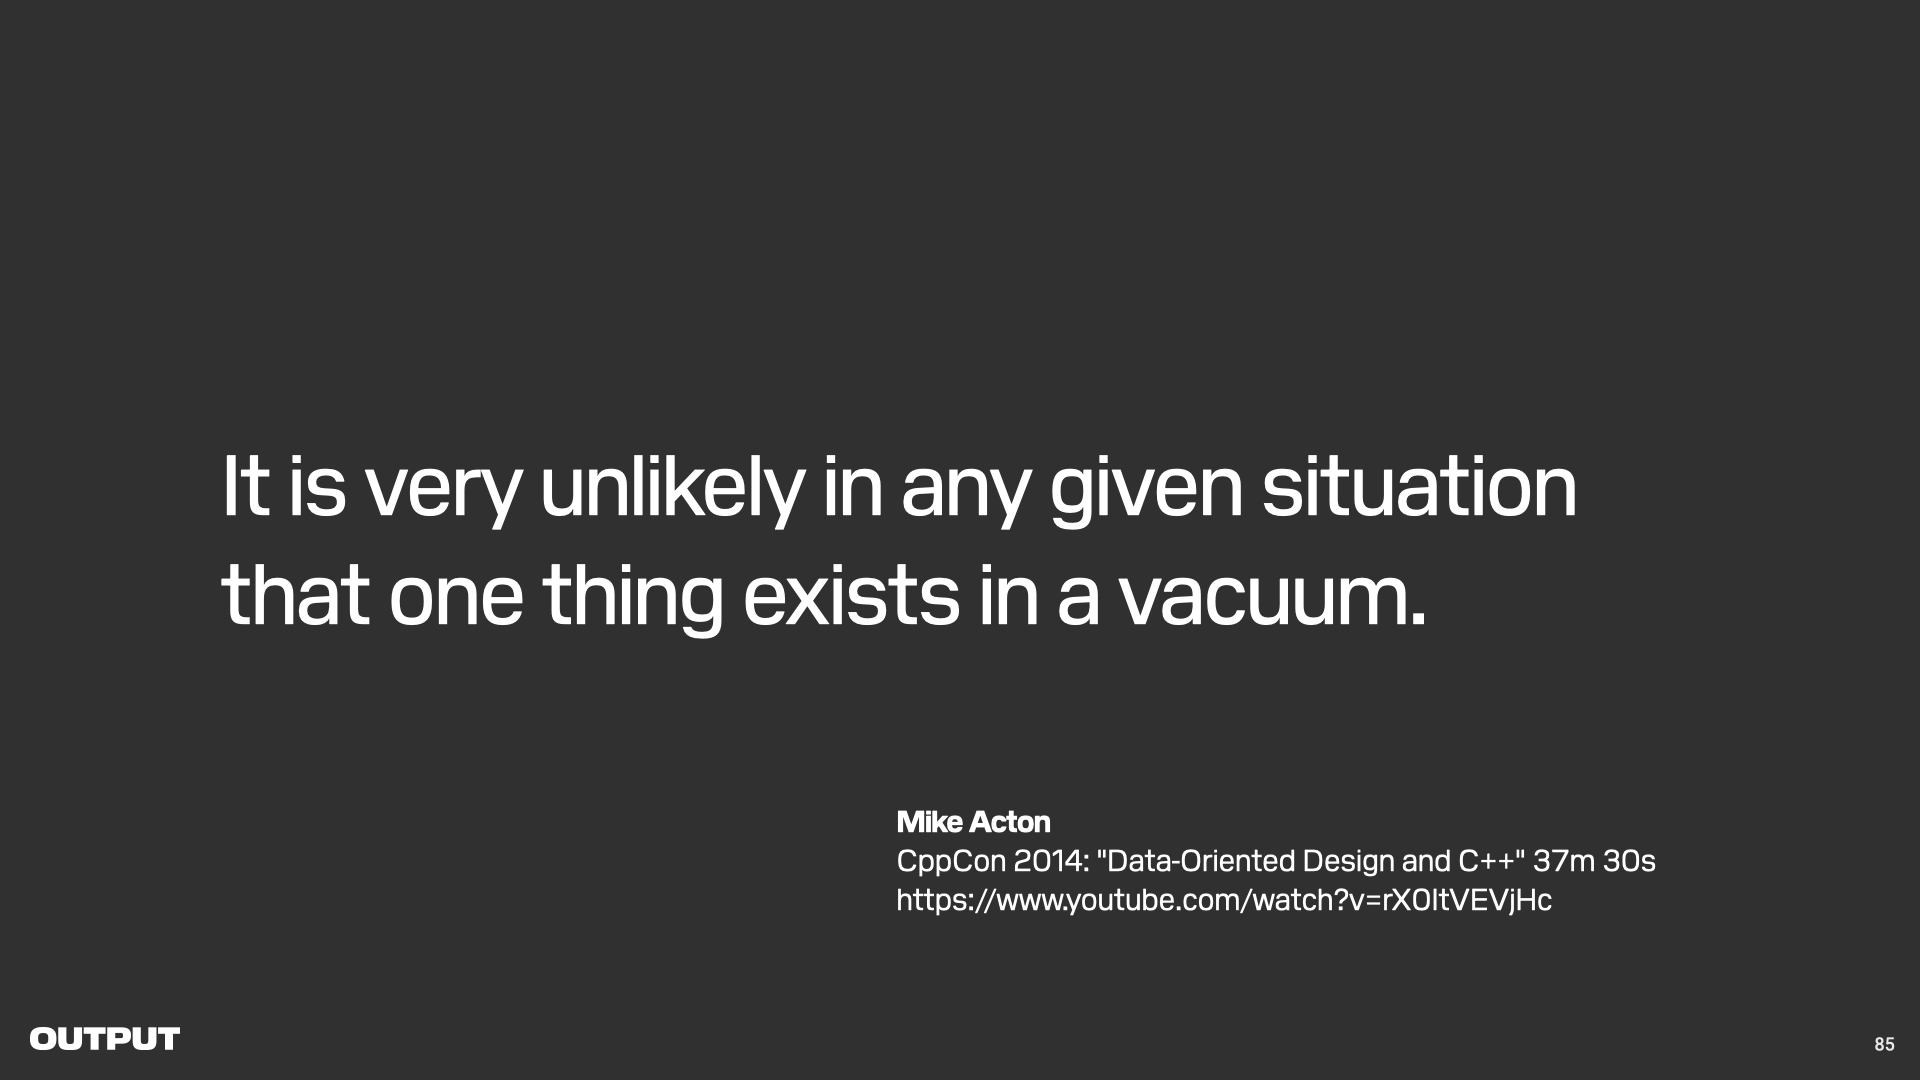 It is very unlikely in any given situation
that one thing exists in a vacuum.
Mike Acton
CppCon 2014: "Data-Oriented Design and C++" 37m 30s
https://www.youtube.com/watch?v=rX0ItVEVjHc
OUTPUT
85